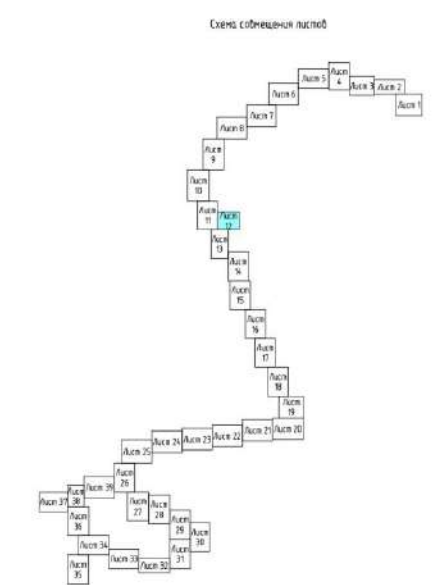 Схема совмещения листов
Лист
4
Лист 5
Лист 3
Лист 2
Лист 6
Лист 1
Лист 7
Лист 8
Лист
9
Лист
10
Лист
11
Лист
12
Лист
13
Лист
14
Лист
15
Лист
16
Лист
17
Лист
18
Лист
19
Лист 20
Лист 21
Лист 22
Лист 23
Лист 24
Лист 25
Лист
26
Лист 39
Лист
38
Лист 37
Лист
27
Лист
28
Лист
36
Лист
29
Лист
30
Лист 34
Лист
31
Лист 33
Лист 32
Лист
35